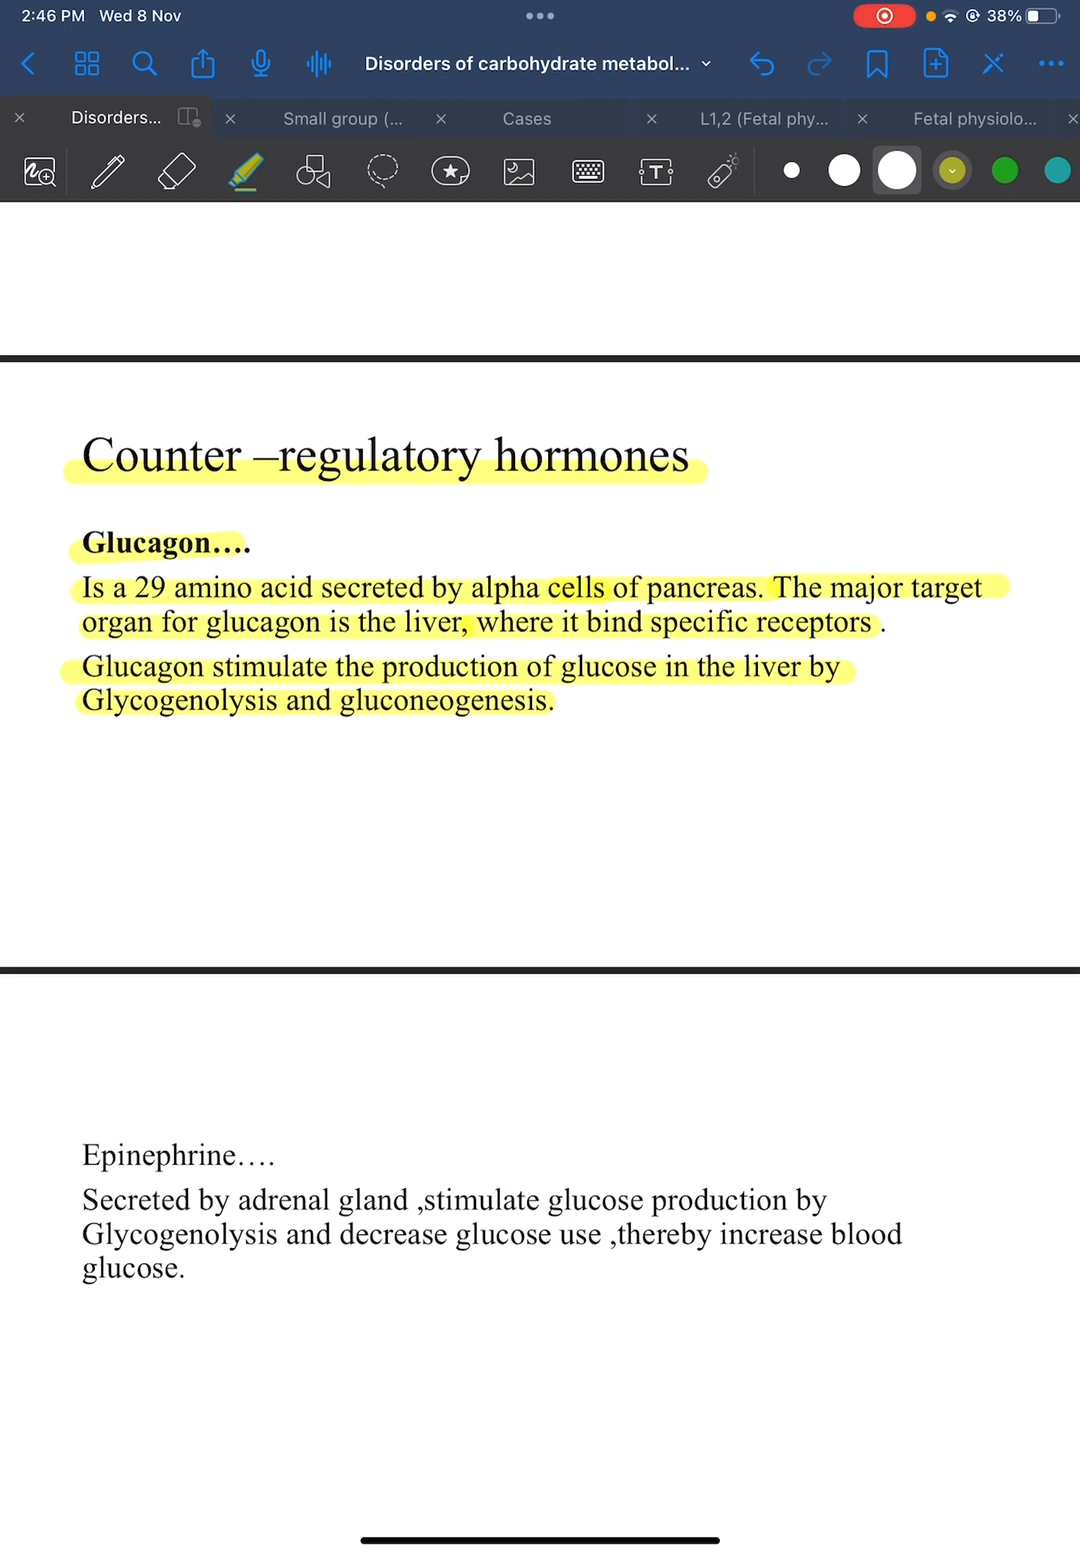 2:46 PM Wed 8 Nov
38%
Disorders of carbohydrate metabol...
Disorders...
Small group (...
Cases
L1,2 (Fetal phy...
Fetal physiolo...
T
Counter –regulatory hormones
Glucagon....
Is a 29 amino acid secreted by alpha cells of pancreas. The major target
organ for glucagon is the liver, where it bind specific receptors .
Glucagon stimulate the production of glucose in the liver by
Glycogenolysis and gluconeogenesis.
Epinephrine....
Secreted by adrenal gland ,stimulate glucose production by
Glycogenolysis and decrease glucose use ,thereby increase blood
glucose.